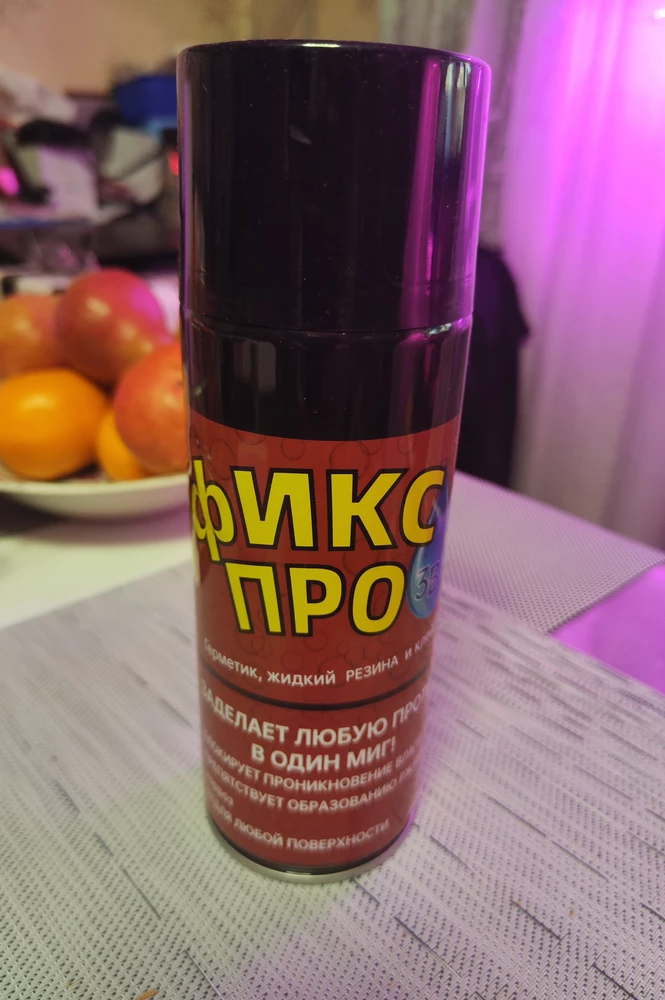 фИКС
ПРО
Герметик, жидкий РЕЗИНА и
ЗАДЕЛАЕТ ЛЮБУЮ
В ОДИН МИГ!
ПРОНИКНОВЕНИЕ
ОБРАЗОВАНИЮ
ЛЮБОЙ ПОВЕРХНОСТИ